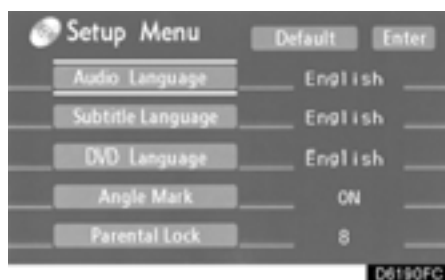 Setup Menu Default Enter
Audio Language English
Subtitle Language English
DVD Language English
Angle Mark ON
Parental Lock 8
D6190FC